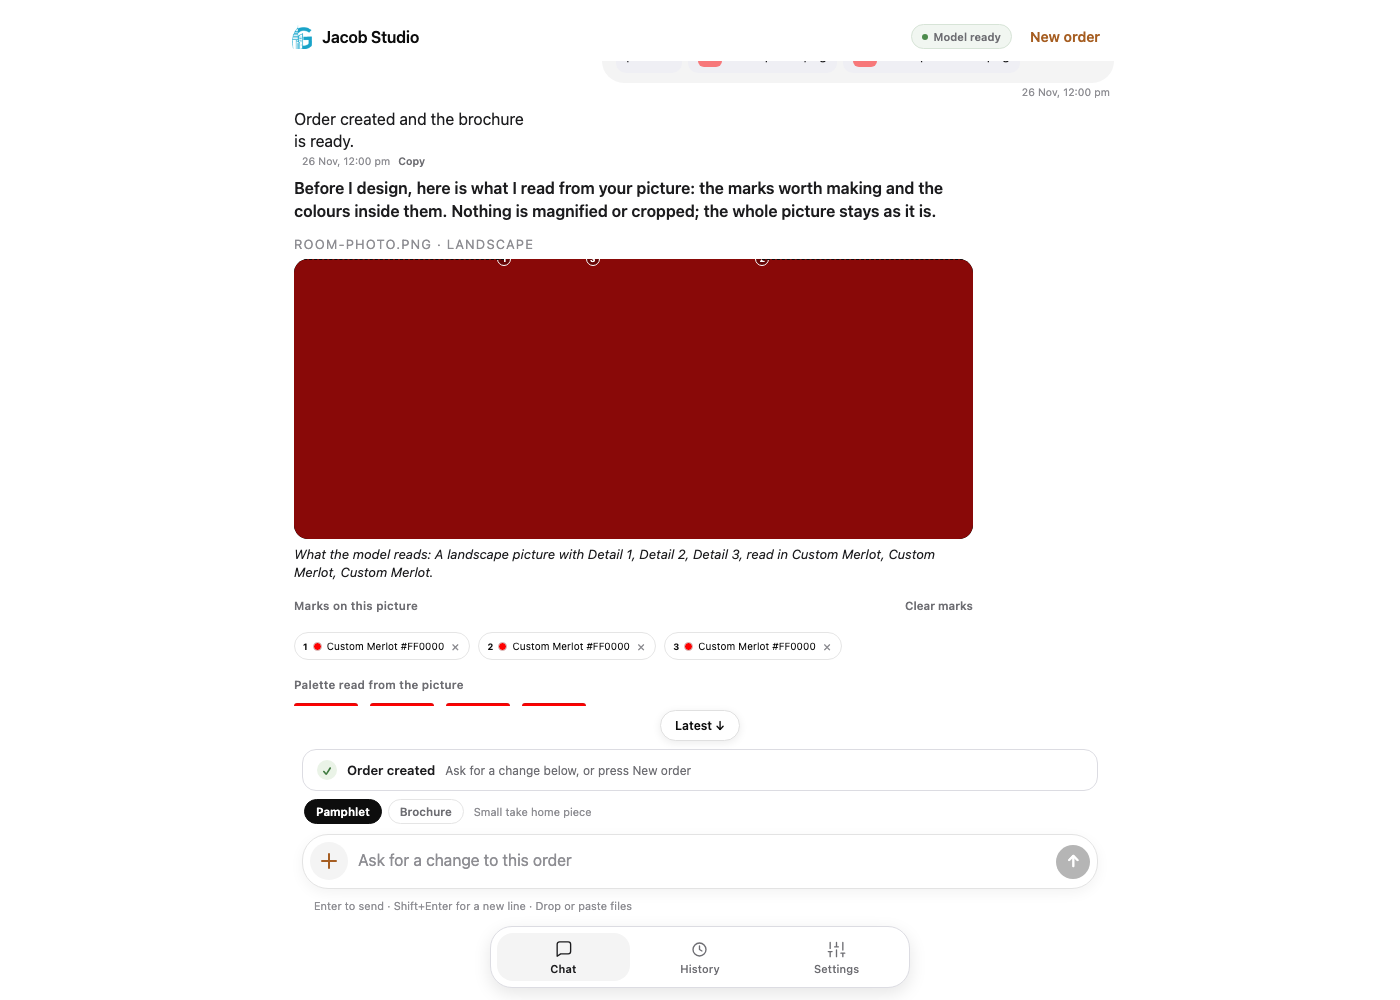 Jacob Studio
Model ready
New order
26 Nov, 12:00 pm
Order created and the brochure
is ready.
26 Nov, 12:00 pm Copy
Before I design, here is what I read from your picture: the marks worth making and the
colours inside them. Nothing is magnified or cropped; the whole picture stays as it is.
ROOM-PHOTO.PNG · LANDSCAPE
What the model reads: A landscape picture with Detail 1, Detail 2, Detail 3, read in Custom Merlot, Custom
Merlot, Custom Merlot.
Marks on this picture
Clear marks
1 Custom Merlot #FF0000 ×
2 Custom Merlot #FF0000 ×
3 Custom Merlot #FF0000 ×
Palette read from the picture
Latest ↓
Order created Ask for a change below, or press New order
Pamphlet Brochure Small take home piece
Ask for a change to this order
Enter to send · Shift+Enter for a new line · Drop or paste files
Chat History Settings